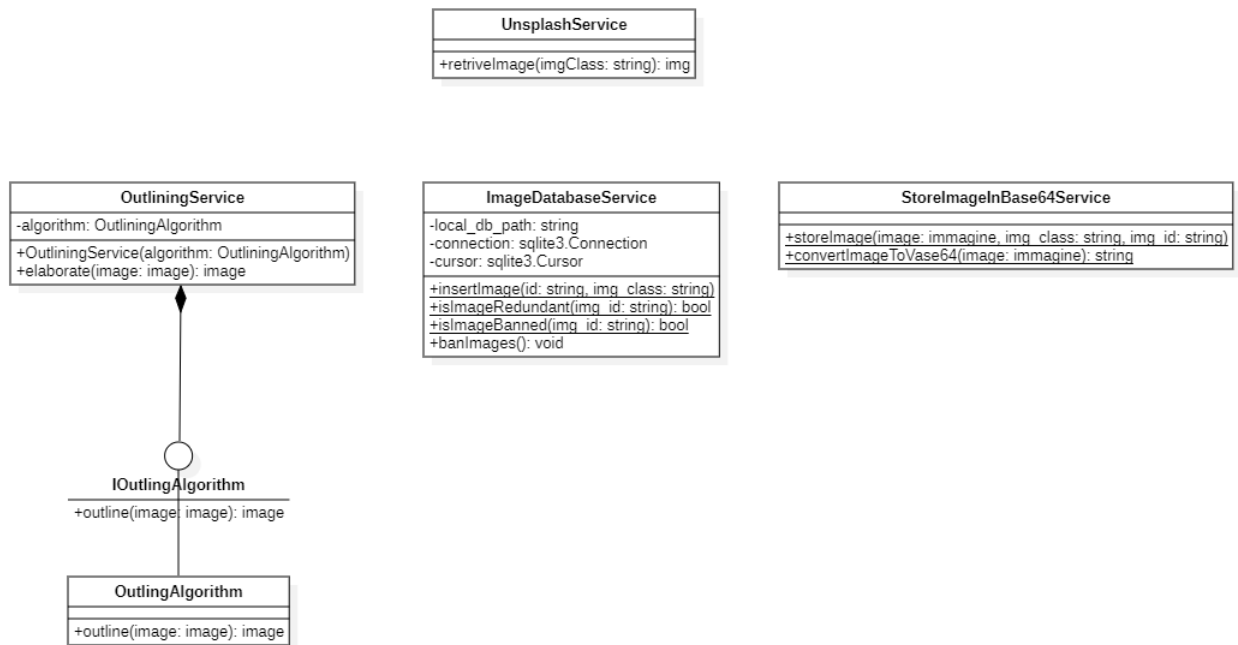 UnsplashService
+retriveImage(imgClass: string): img
OutliningService
-algorithm: OutliningAlgorithm
+OutliningService(algorithm: OutliningAlgorithm)
+elaborate(image: image): image
ImageDatabaseService
-local_db_path: string
-connection: sqlite3.Connection
-cursor: sqlite3.Cursor
+insertImage(id: string, img_class: string)
+isImageRedundant(img_id: string): bool
+isImageBanned(img_id: string): bool
+banImages(): void
StoreImageInBase64Service
+storeImage(image: immagine, img_class: string, img_id: string)
+convertImageToVase64(image: immagine): string
IOutlingAlgorithm
+outline(image: image): image
OutlingAlgorithm
+outline(image: image): image